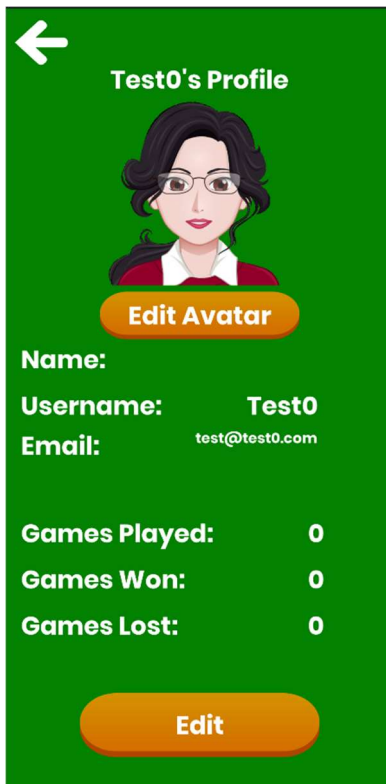 Test0's Profile
Edit Avatar
Name:
Username: Test0
Email: test@test0.com
Games Played: 0
Games Won: 0
Games Lost: 0
Edit